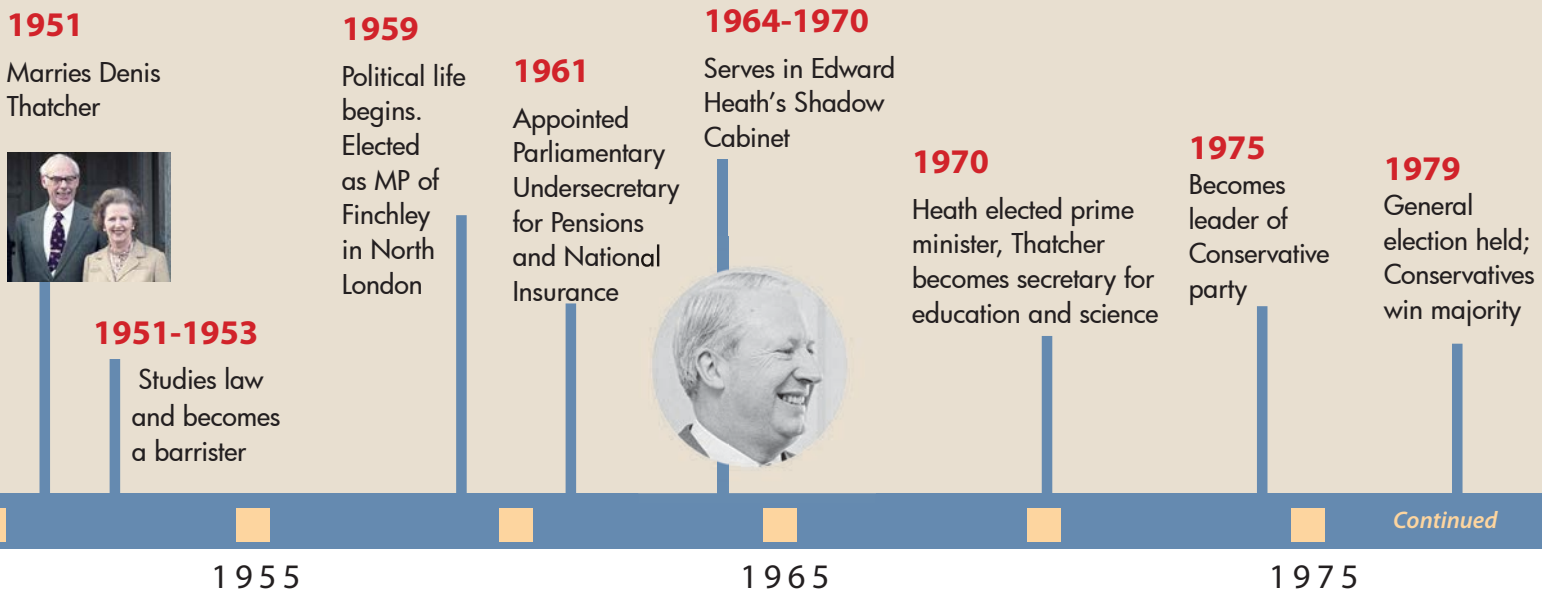 1951
Marries Denis
Thatcher
1951-1953
Studies law
and becomes
a barrister
1959
Political life
begins.
Elected
as MP of
Finchley
in North
London
1961
Appointed
Parliamentary
Undersecretary
for Pensions
and National
Insurance
1964-1970
Serves in Edward
Heath’s Shadow
Cabinet
1970
Heath elected prime
minister, Thatcher
becomes secretary for
education and science
1975
Becomes
leader of
Conservative
party
1979
General
election held;
Conservatives
win majority
Continued
1955
1965
1975